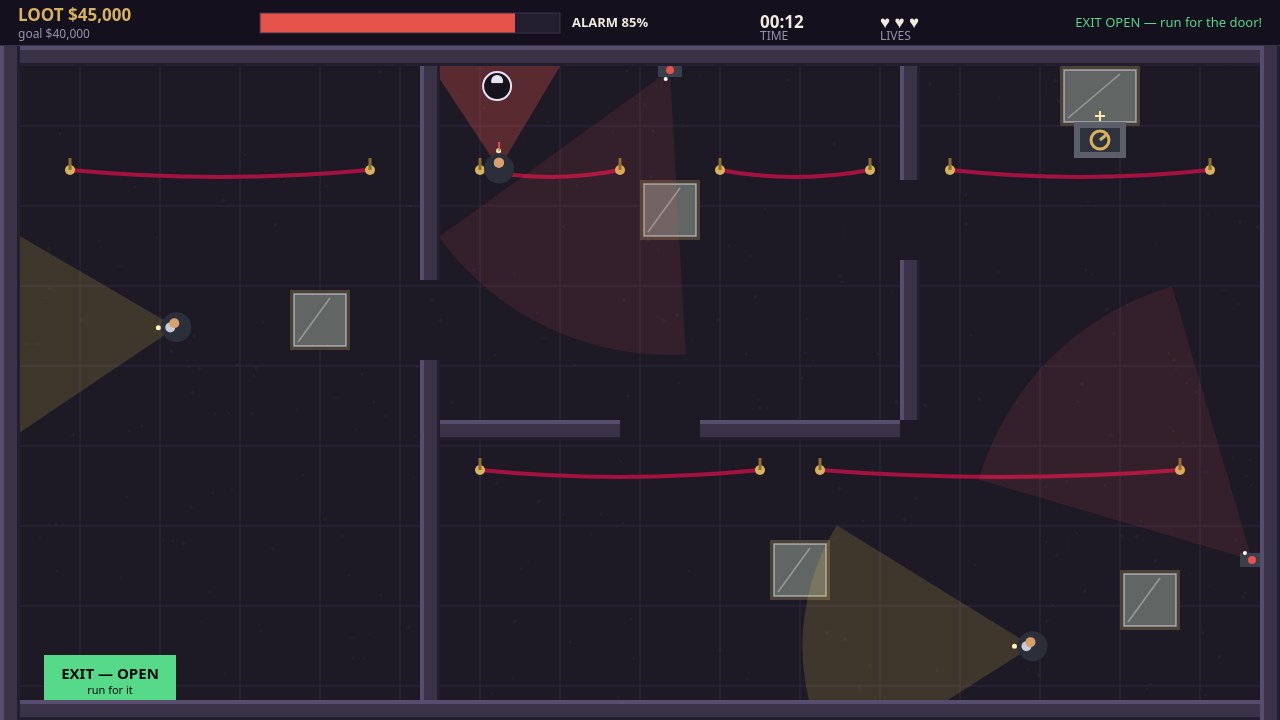 LOOT $45,000
goal $40,000
ALARM 85%
00:12
TIME
♥ ♥ ♥
LIVES
EXIT OPEN — run for the door!
EXIT — OPEN
run for it